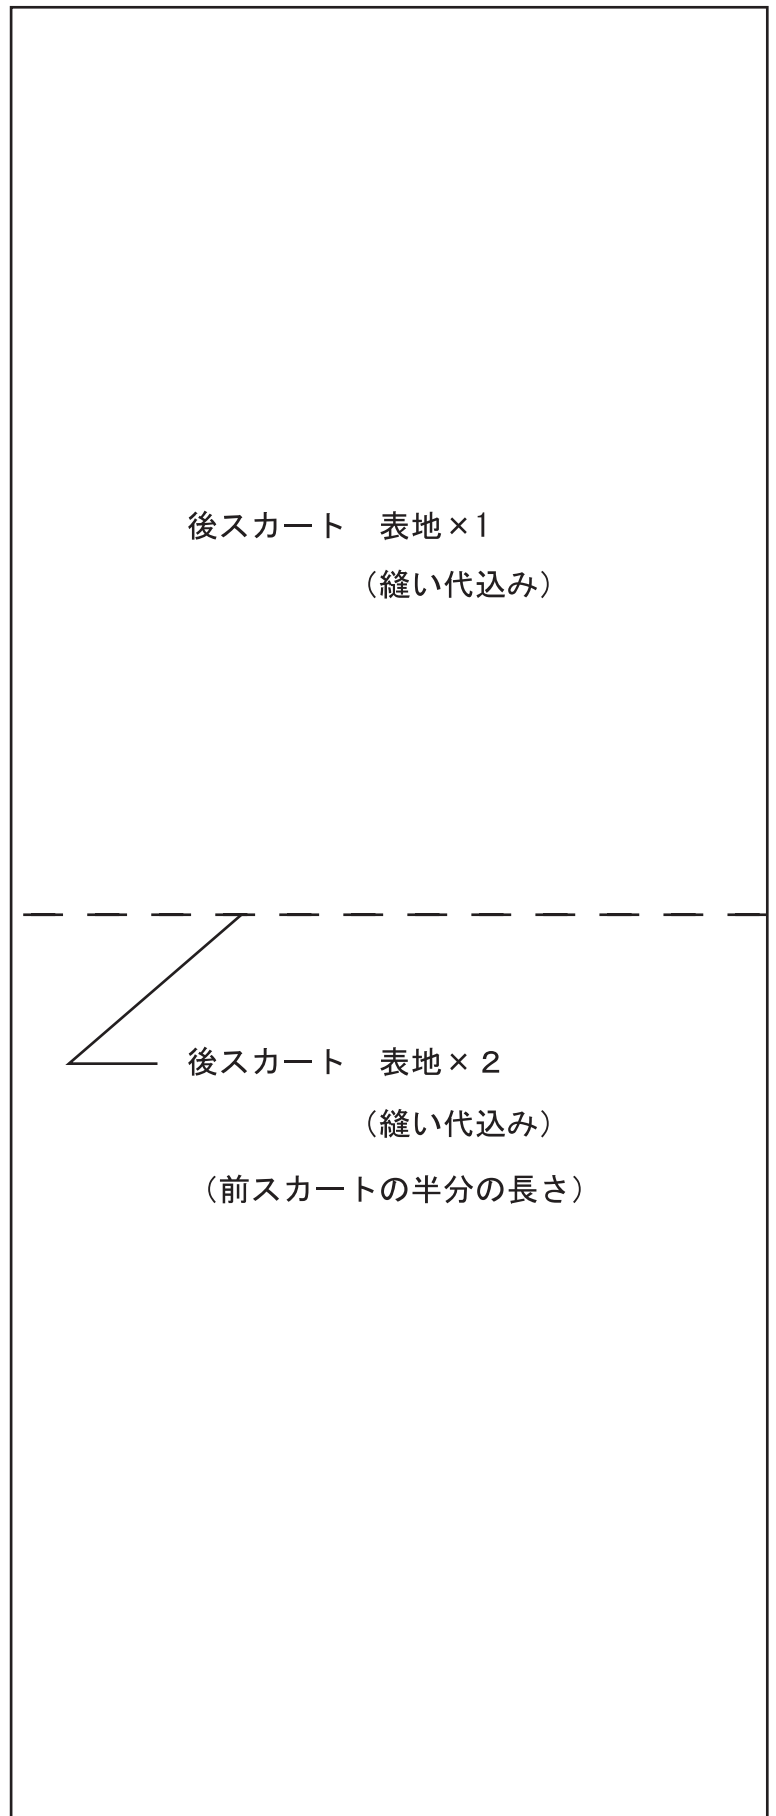 後スカート　表地×1
（縫い代込み）
後スカート　表地×２
（縫い代込み）
（前スカートの半分の長さ）